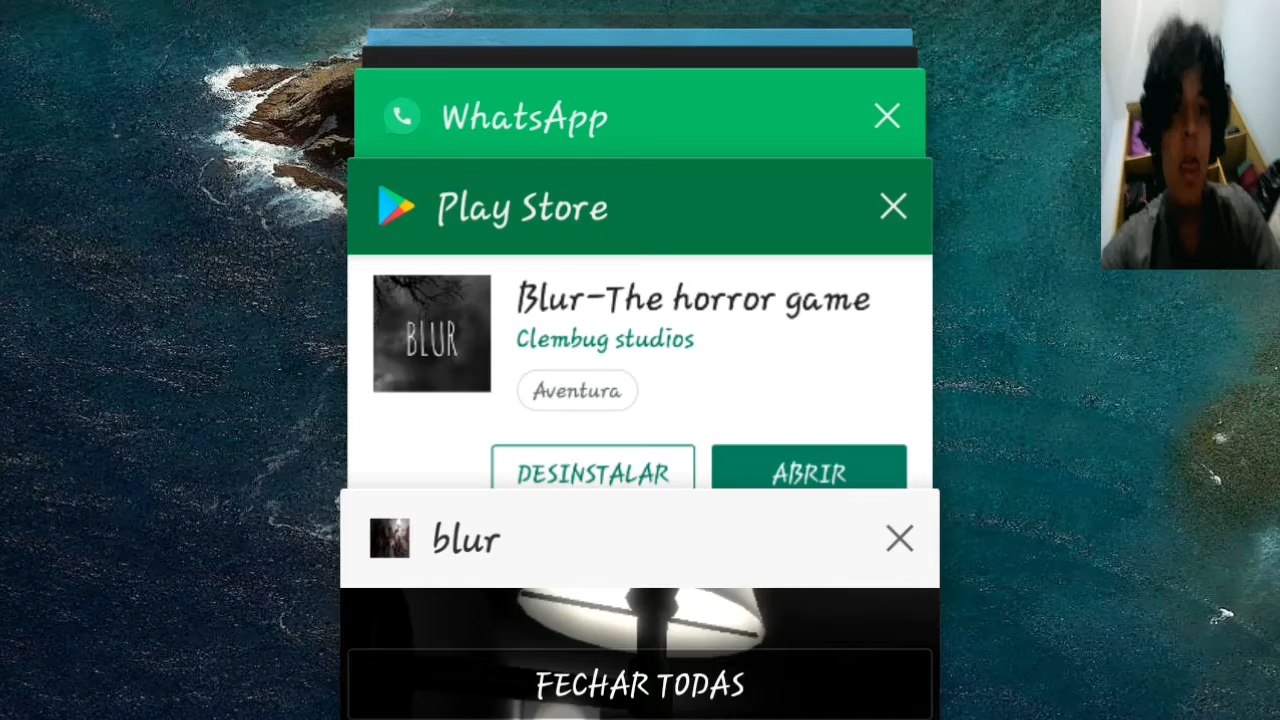 WhatsApp
Play Store
BLUR
Blur-The horror game
Clembug studios
Aventura
DESINSTALAR
ABRIR
blur
FECHAR TODAS